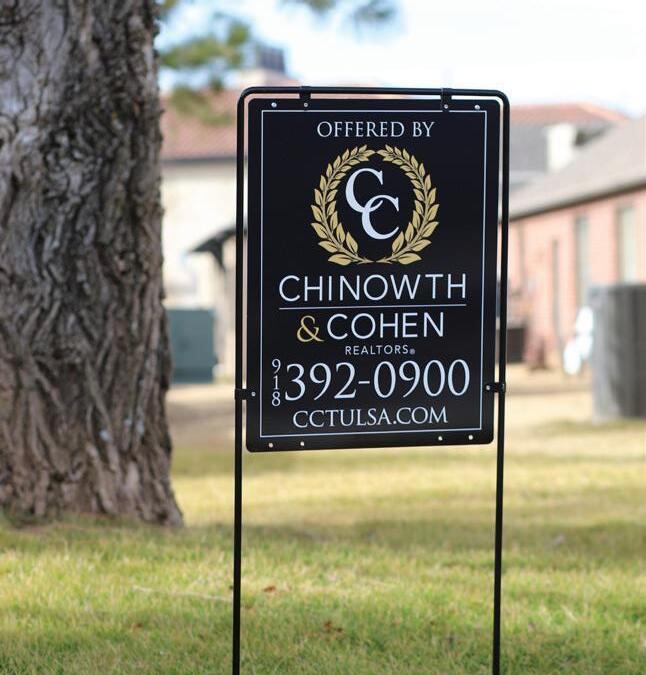 OFFERED BY
CC
CHINOWTH
& COHEN
REALTORS®
918 392-0900
CCTULSA.COM